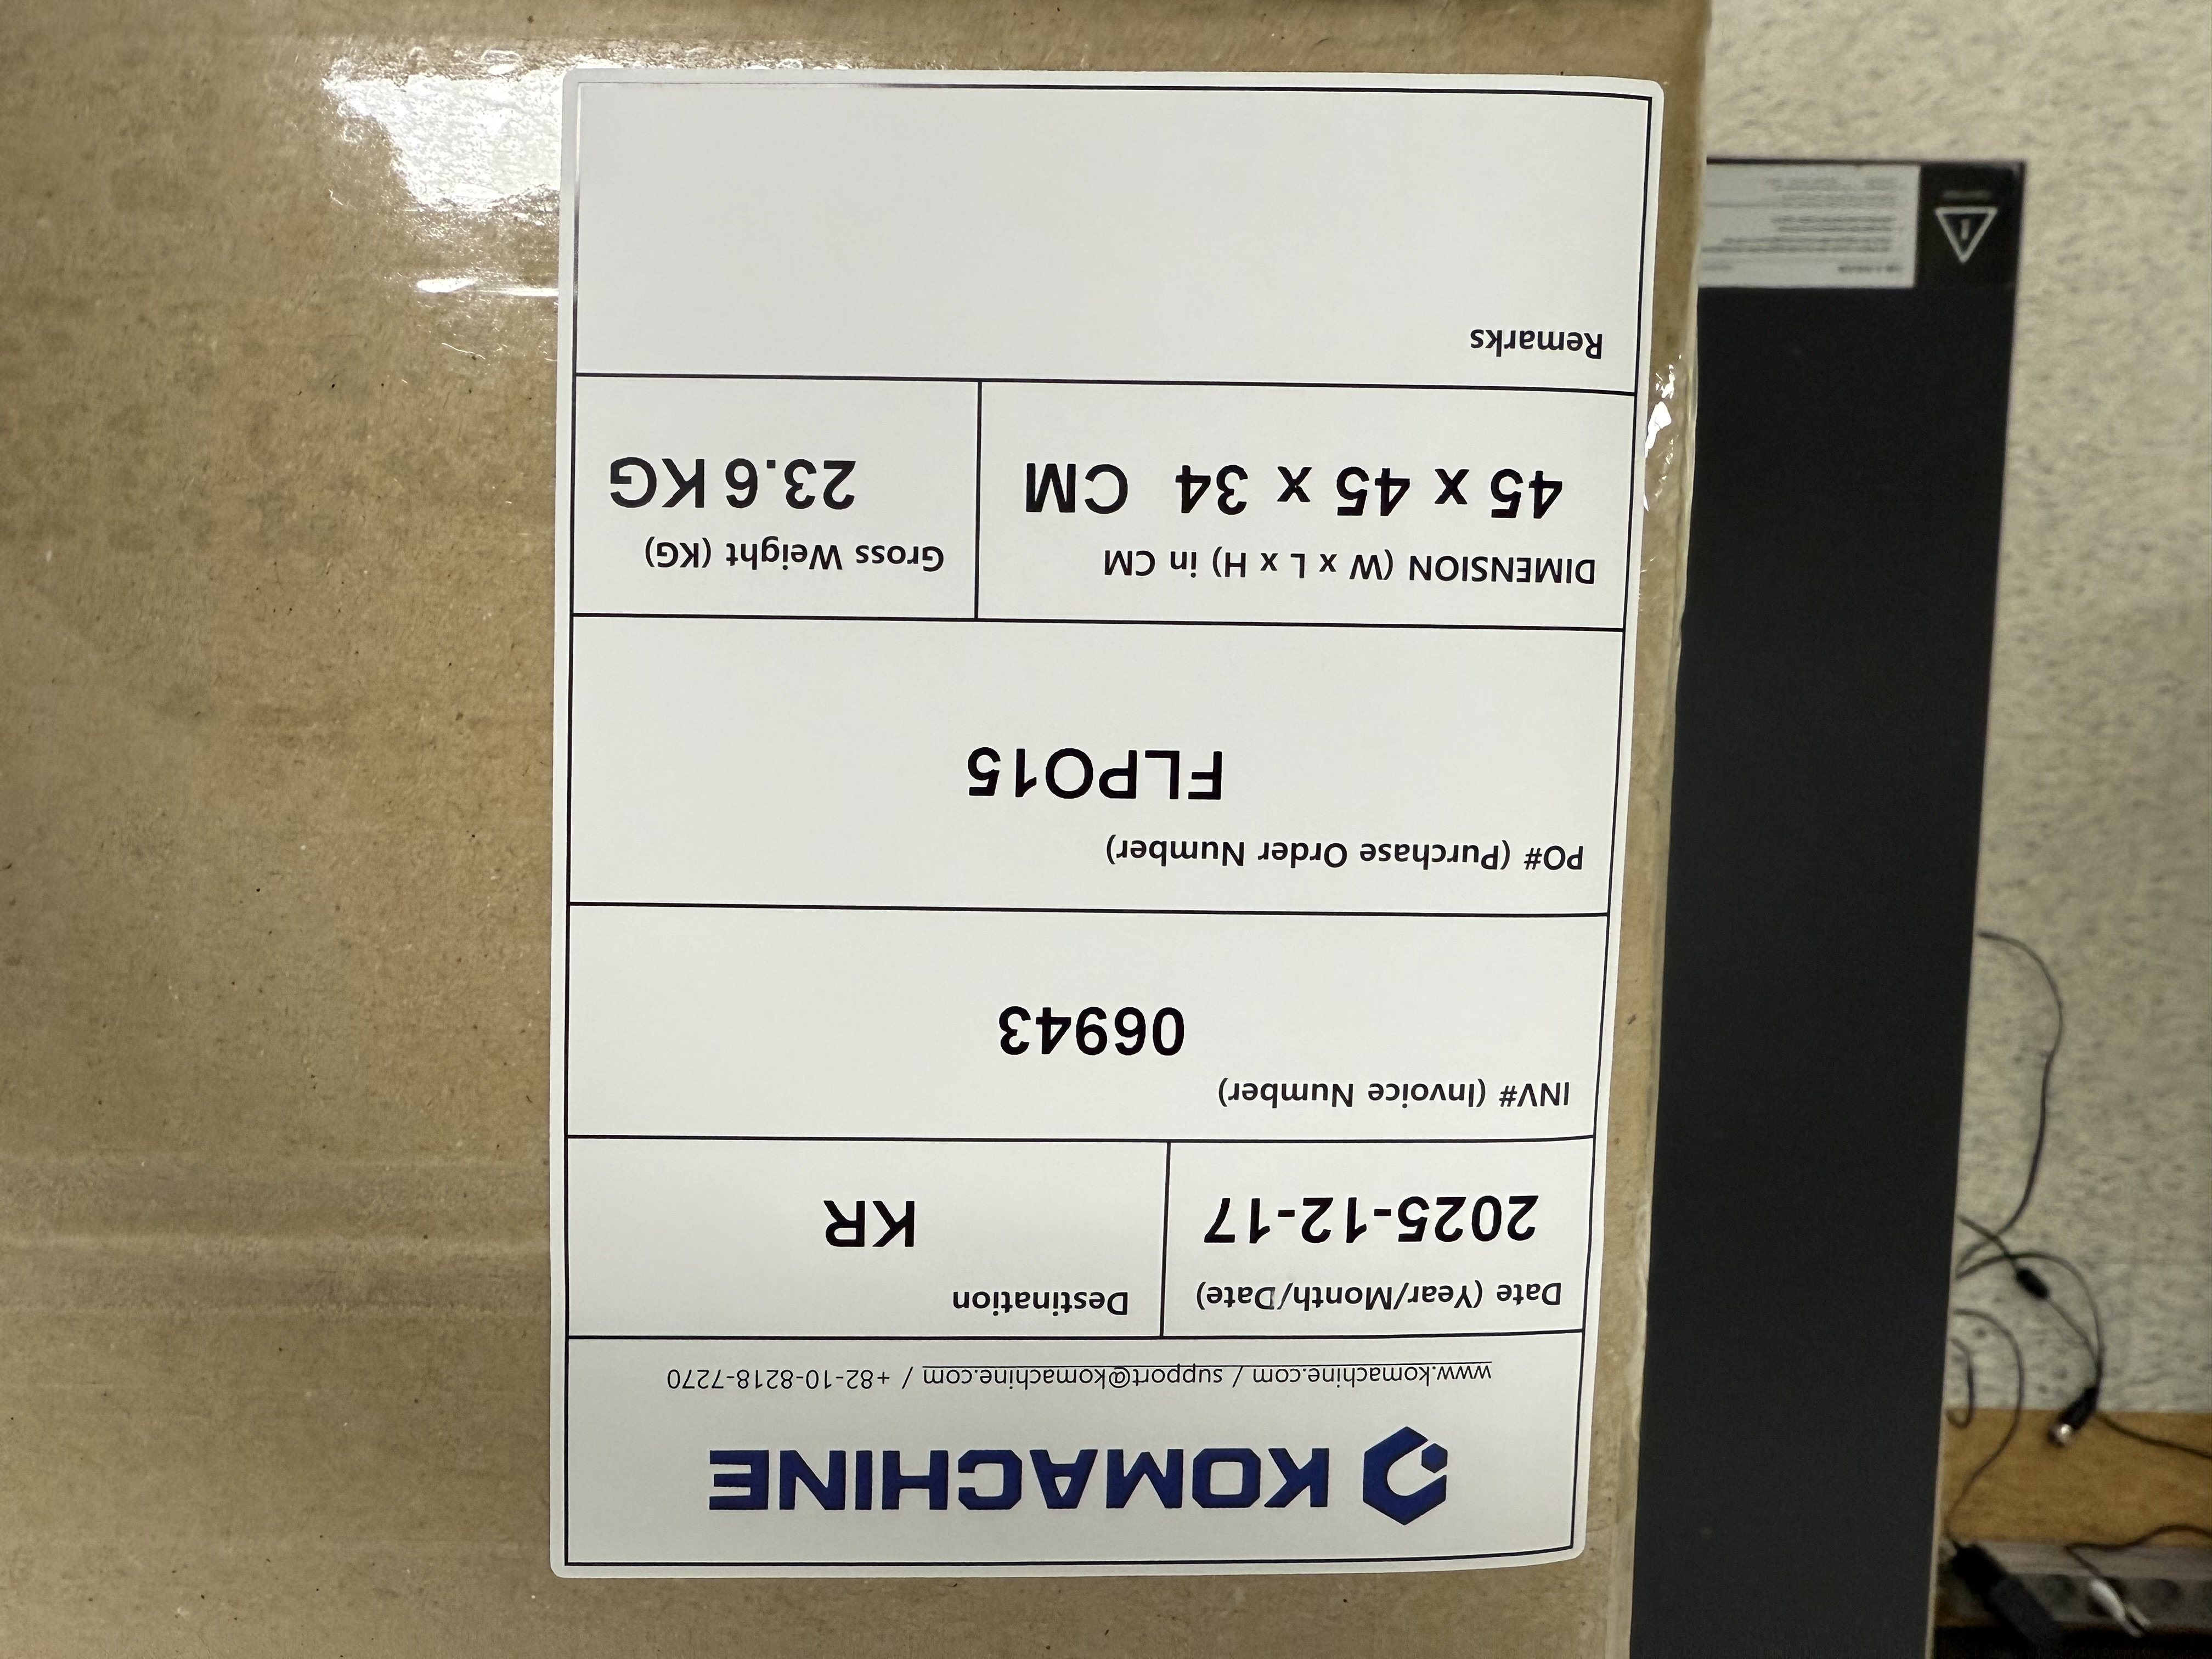 KOMACHINE
www.komachine.com / support@komachine.com / +82-10-8218-7270
Date (Year/Month/Date)
2025-12-17
Destination
KR
INV# (Invoice Number)
06943
PO# (Purchase Order Number)
FLPO15
DIMENSION (W x L x H) in CM
45 x 45 x 34 CM
Gross Weight (KG)
23.6 KG
Remarks